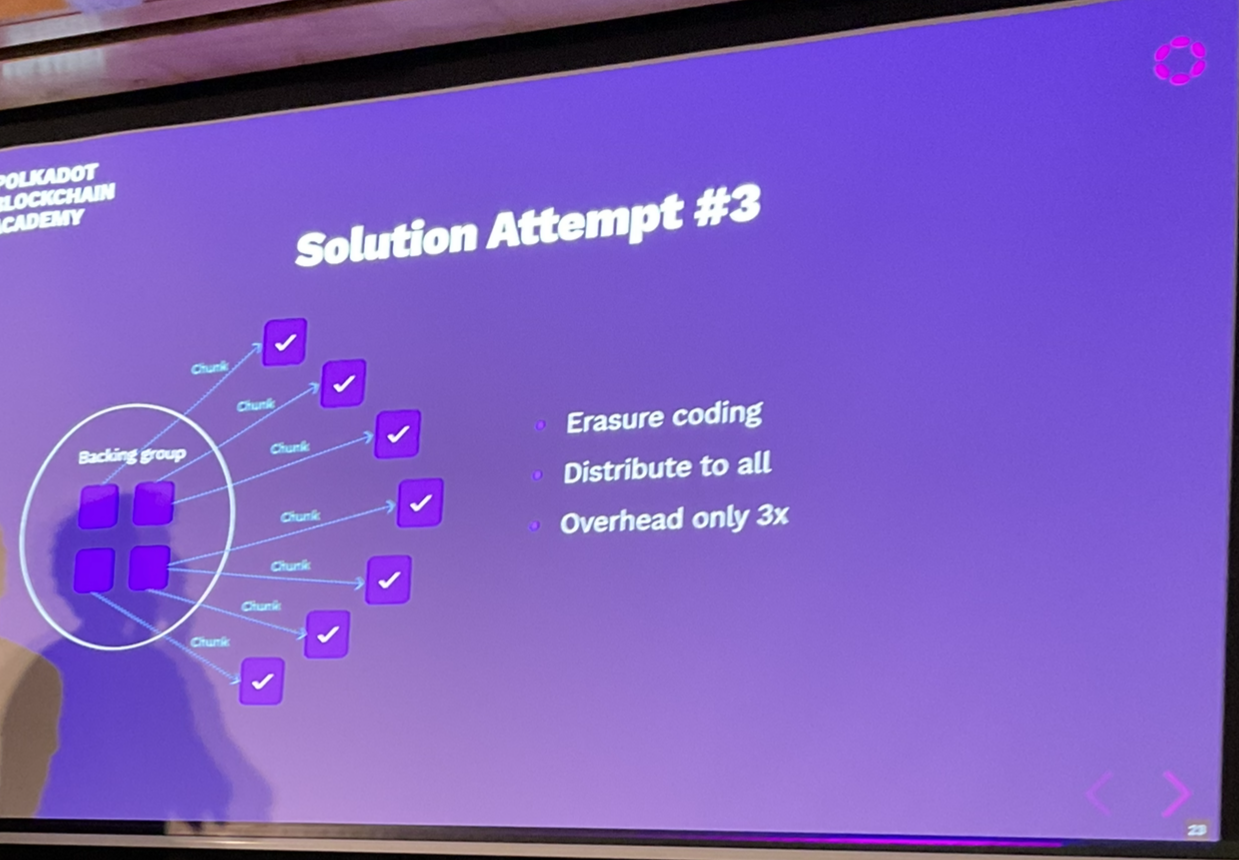 POLKADOT
BLOCKCHAIN
ACADEMY
Solution Attempt #3
Chunk
Chunk
Chunk
Chunk
Chunk
Chunk
Chunk
Backing group
Erasure coding
Distribute to all
Overhead only 3x